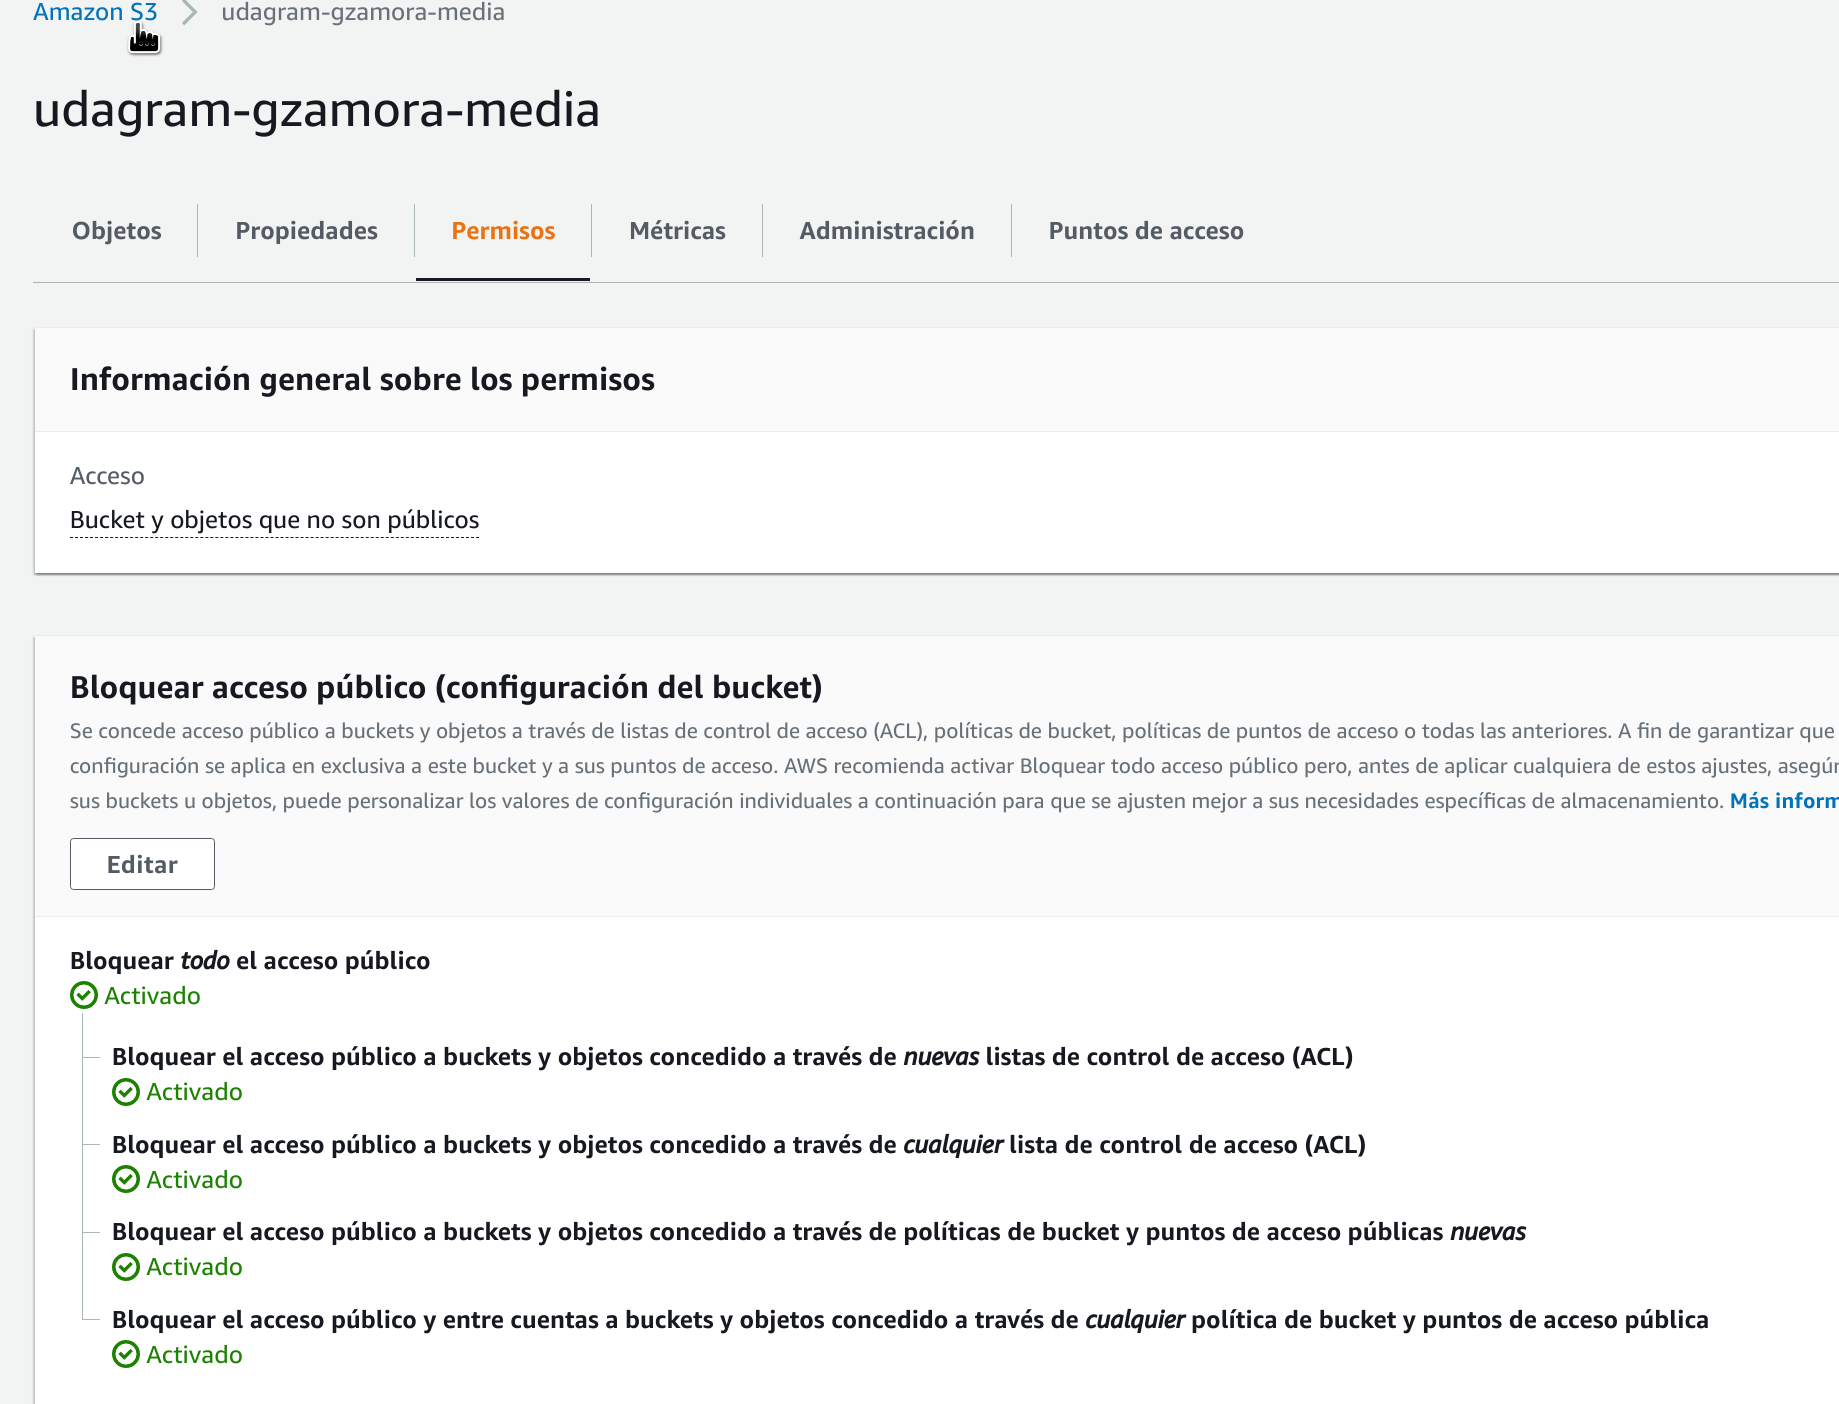 Amazon S3 > udagram-gzamora-media
udagram-gzamora-media
Objetos Propiedades Permisos Métricas Administración Puntos de acceso
Información general sobre los permisos
Acceso
Bucket y objetos que no son públicos
Bloquear acceso público (configuración del bucket)
Se concede acceso público a buckets y objetos a través de listas de control de acceso (ACL), políticas de bucket, políticas de puntos de acceso o todas las anteriores. A fin de garantizar que
configuración se aplica en exclusiva a este bucket y a sus puntos de acceso. AWS recomienda activar Bloquear todo acceso público pero, antes de aplicar cualquiera de estos ajustes,
sus buckets u objetos, puede personalizar los valores de configuración individuales a continuación para que se ajusten mejor a sus necesidades específicas de almacenamiento. Más
Editar
Bloquear todo el acceso público
Activado
Bloquear el acceso público a buckets y objetos concedido a través de nuevas listas de control de acceso (ACL)
Activado
Bloquear el acceso público a buckets y objetos concedido a través de cualquier lista de control de acceso (ACL)
Activado
Bloquear el acceso público a buckets y objetos concedido a través de políticas de bucket y puntos de acceso públicas nuevas
Activado
Bloquear el acceso público y entre cuentas a buckets y objetos concedido a través de cualquier política de bucket y puntos de acceso pública
Activado